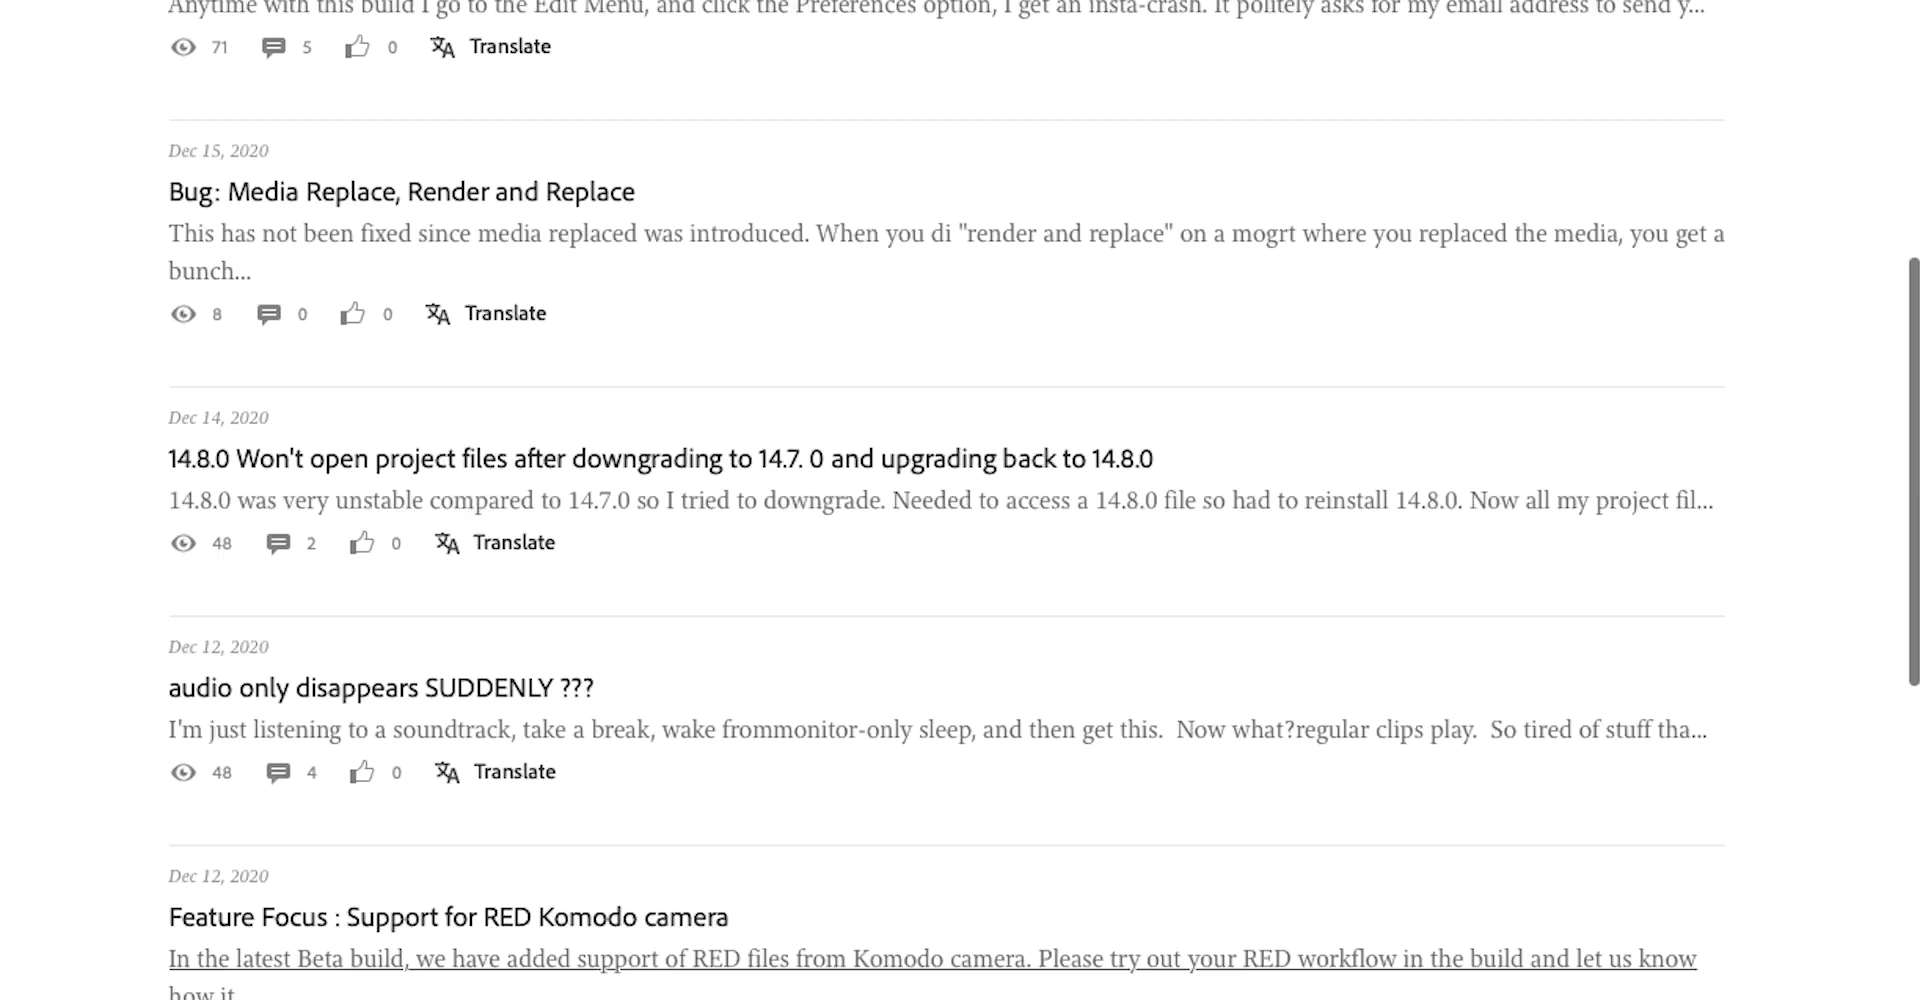 Anytime with this build I go to the Edit Menu, and click the Preferences option, I get an insta-crash. It politely asks for my email address to send y...
71 5 0 Translate
Dec 15, 2020
Bug: Media Replace, Render and Replace
This has not been fixed since media replaced was introduced. When you di "render and replace" on a mogrt where you replaced the media, you get a
bunch...
8 0 0 Translate
Dec 14, 2020
14.8.0 Won't open project files after downgrading to 14.7. 0 and upgrading back to 14.8.0
14.8.0 was very unstable compared to 14.7.0 so I tried to downgrade. Needed to access a 14.8.0 file so had to reinstall 14.8.0. Now all my project fil...
48 2 0 Translate
Dec 12, 2020
audio only disappears SUDDENLY ???
I'm just listening to a soundtrack, take a break, wake frommonitor-only sleep, and then get this.  Now what?regular clips play.  So tired of stuff tha...
48 4 0 Translate
Dec 12, 2020
Feature Focus : Support for RED Komodo camera
In the latest Beta build, we have added support of RED files from Komodo camera. Please try out your RED workflow in the build and let us know
how it